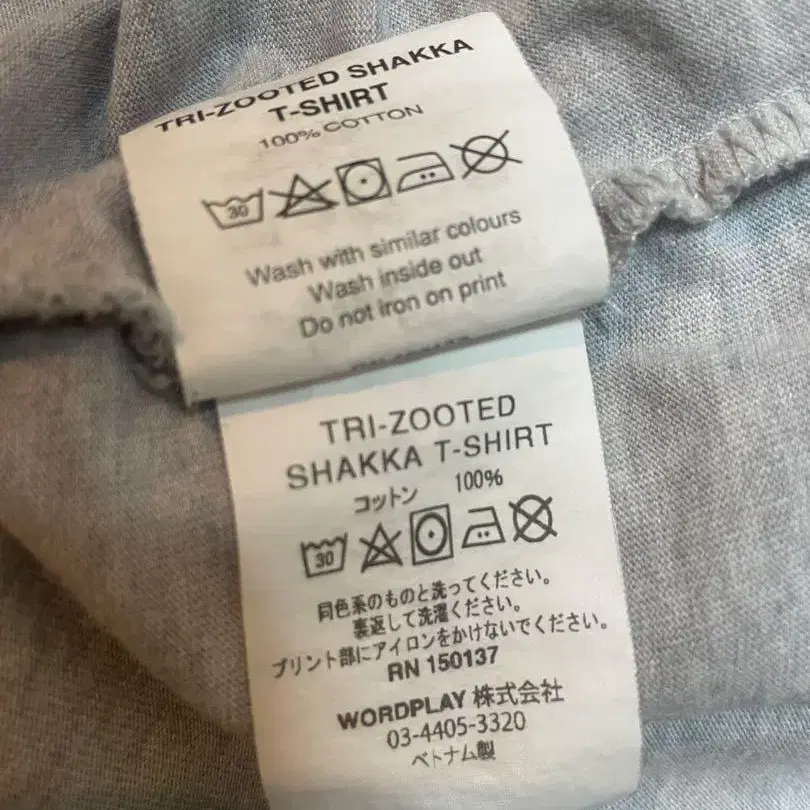 TRI-ZOOTED SHAKKA
T-SHIRT
100% COTTON
30
Wash with similar colours
Wash inside out
Do not iron on print
TRI-ZOOTED
SHAKKA T-SHIRT
コットン 100%
30
同色系のものと洗ってください。
裏返して洗濯ください。
プリント部にアイロンをかけないでください。
RN 150137
WORDPLAY 株式会社
03-4405-3320
ベトナム製